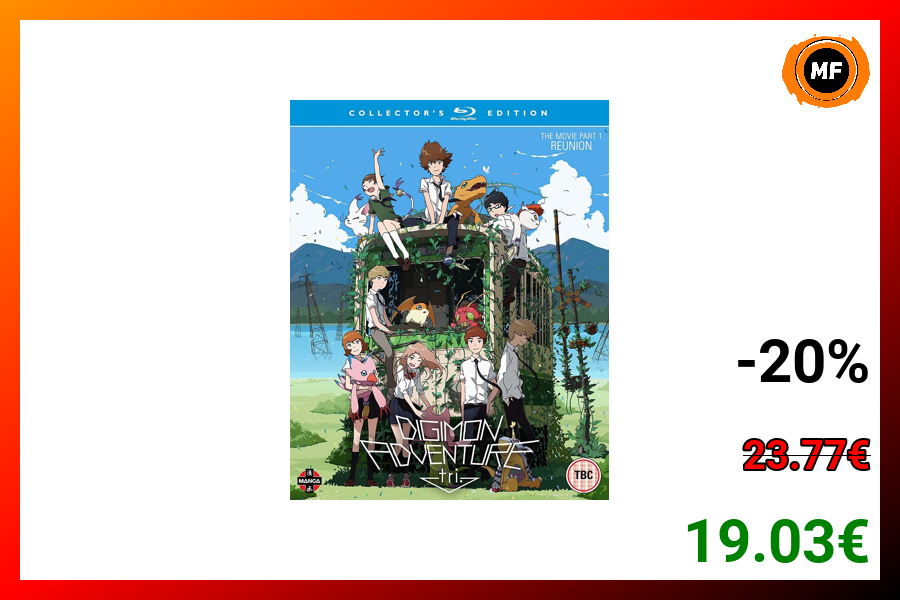 MF
COLLECTOR'S Blu-ray Disc EDITION
THE MOVIE PART 1
REUNION
DIGIMON
ADVENTURE
tri.
MANGA
TBC
-20%
23.77€
19.03€